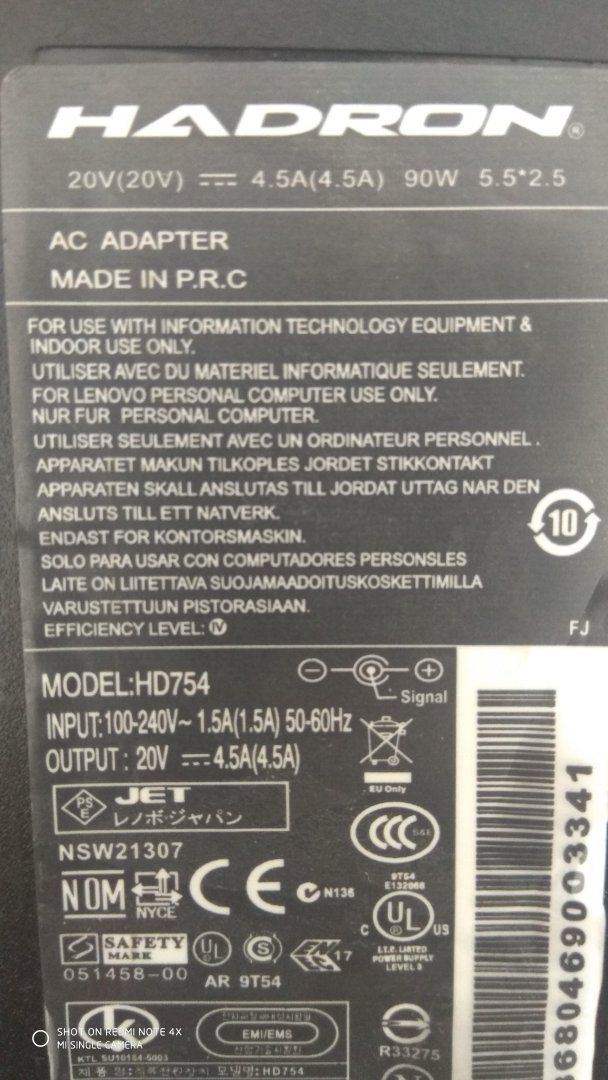 HADRON®
20V(20V) ⎓ 4.5A(4.5A) 90W 5.5*2.5
AC ADAPTER
MADE IN P.R.C
FOR USE WITH INFORMATION TECHNOLOGY EQUIPMENT &
INDOOR USE ONLY.
UTILISER AVEC DU MATERIEL INFORMATIQUE SEULEMENT.
FOR LENOVO PERSONAL COMPUTER USE ONLY.
NUR FUR PERSONAL COMPUTER.
UTILISER SEULEMENT AVEC UN ORDINATEUR PERSONNEL .
APPARATET MAKUN TILKOPLES JORDET STIKKONTAKT
APPARATEN SKALL ANSLUTAS TILL JORDAT UTTAG NAR DEN
ANSLUTS TILL ETT NATVERK.
10
ENDAST FOR KONTORSMASKIN.
SOLO PARA USAR CON COMPUTADORES PERSONSLES
LAITE ON LIITETTAVA SUOJAMAADOITUSKOSKETTIMILLA
VARUSTETTUUN PISTORASIAAN.
EFFICIENCY LEVEL: IV
FJ
MODEL:HD754
Signal
INPUT:100-240V~ 1.5A(1.5A) 50-60Hz
OUTPUT : 20V ⎓ 4.5A(4.5A)
EU Only
PSE JET
レノボ・ジャパン
CCC S&E
NSW21307
9T54
E132068
NOM NYCE CE N136
C UL US
I.T.E. LISTED
POWER SUPPLY
LEVEL 3
SAFETY
MARK
UL S 17
051458-00 AR 9T54
EMI/EMS
R33275
KTL SU10184-5003
모델명:HD754
SHOT ON REDMI NOTE 4X
MI SINGLE CAMERA